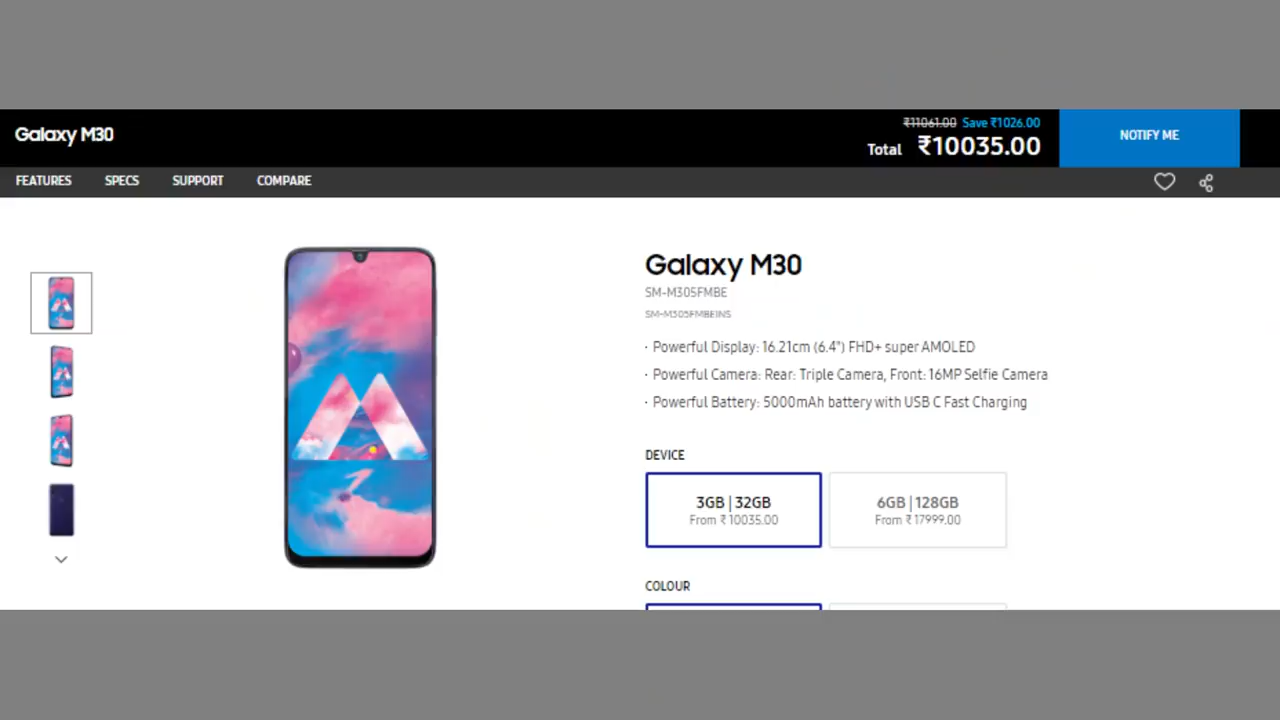 Galaxy M30
₹11061.00 Save ₹1026.00
Total ₹10035.00
NOTIFY ME
FEATURES SPECS SUPPORT COMPARE
Galaxy M30
SM-M305FMBE
SM-M305FMBEINS
· Powerful Display: 16.21cm (6.4") FHD+ super AMOLED
· Powerful Camera: Rear: Triple Camera, Front: 16MP Selfie Camera
· Powerful Battery: 5000mAh battery with USB C Fast Charging
DEVICE
3GB | 32GB
From ₹ 10035.00
6GB | 128GB
From ₹ 17999.00
COLOUR